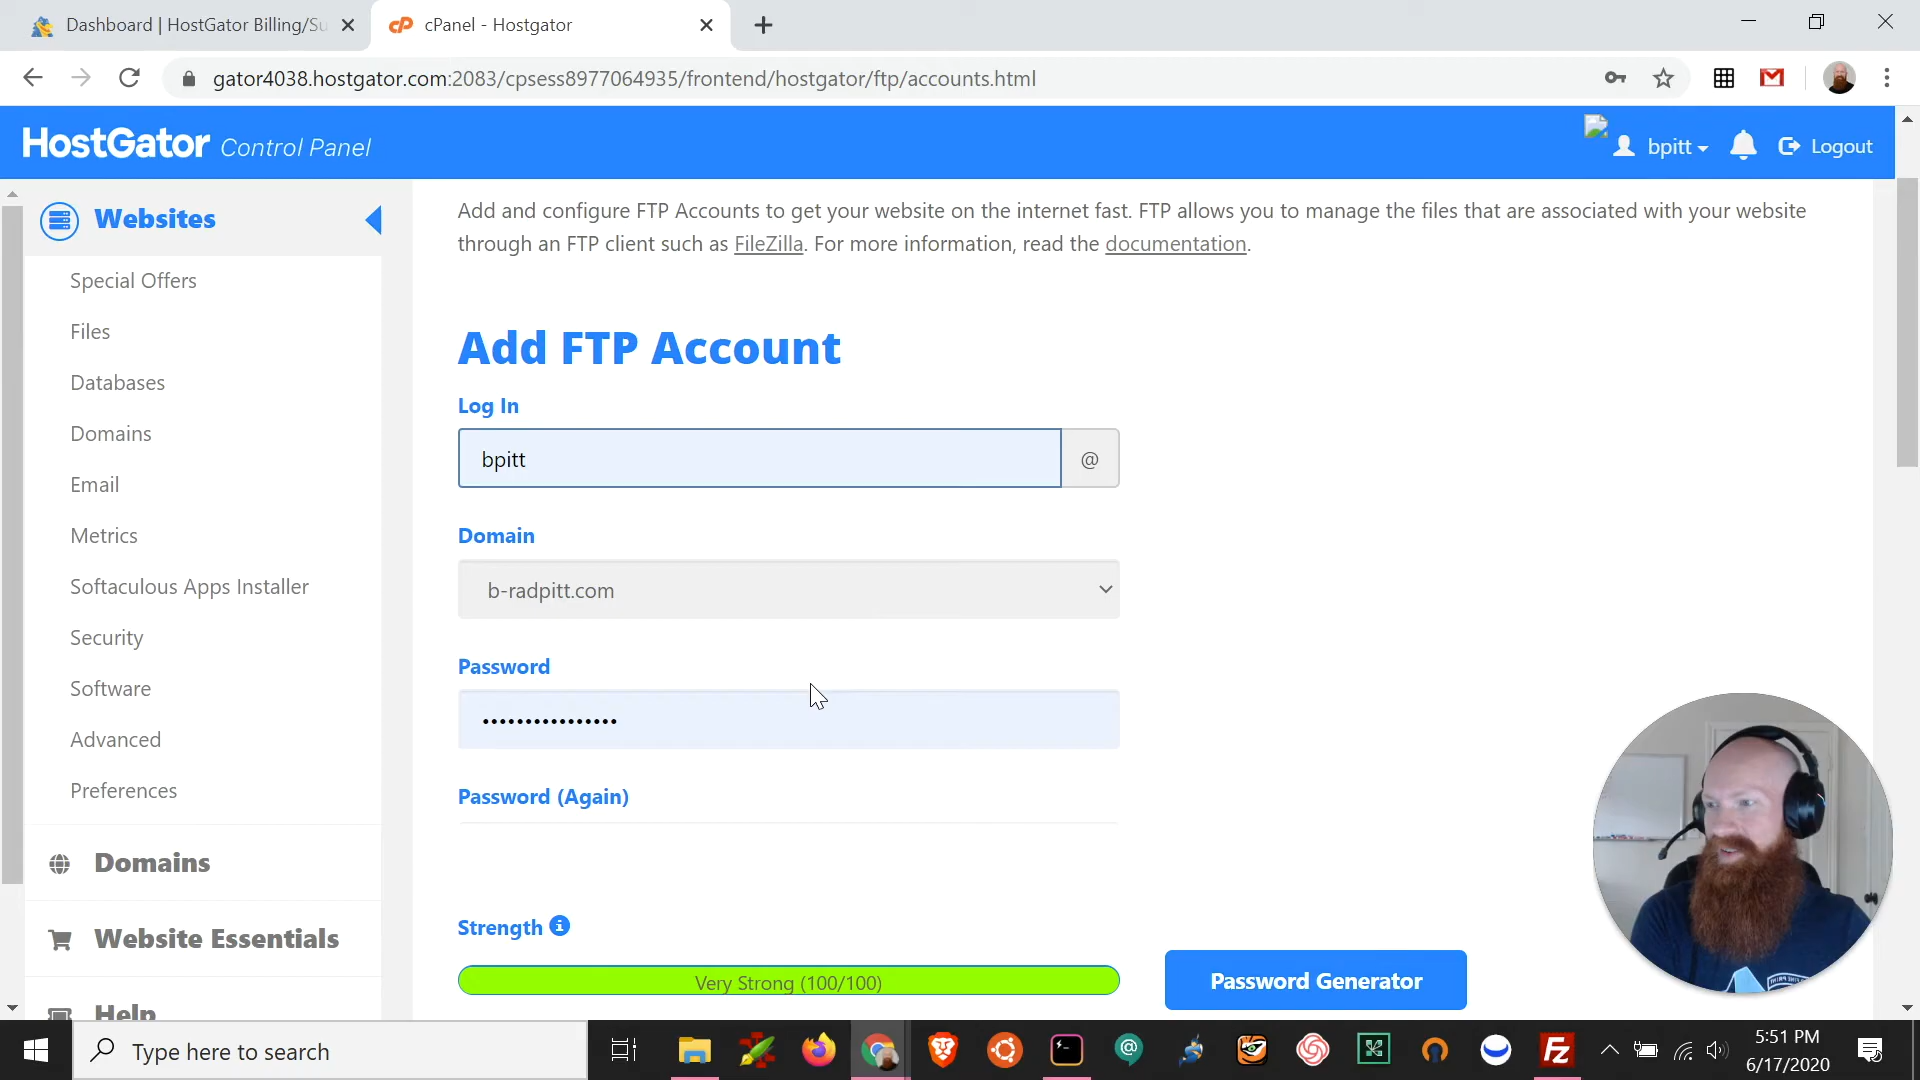 Dashboard | HostGator Billing/Su
cPanel - Hostgator
gator4038.hostgator.com:2083/cpsess8977064935/frontend/hostgator/ftp/accounts.html
HostGator Control Panel
bpitt
Logout
Websites
Special Offers
Files
Databases
Domains
Email
Metrics
Softaculous Apps Installer
Security
Software
Advanced
Preferences
Domains
Website Essentials
Help
Add and configure FTP Accounts to get your website on the internet fast. FTP allows you to manage the files that are associated with your website
through an FTP client such as FileZilla. For more information, read the documentation.
Add FTP Account
Log In
bpitt @
Domain
b-radpitt.com
Password
••••••••••••••••
Password (Again)
Strength
Very Strong (100/100)
Password Generator
Type here to search
5:51 PM
6/17/2020